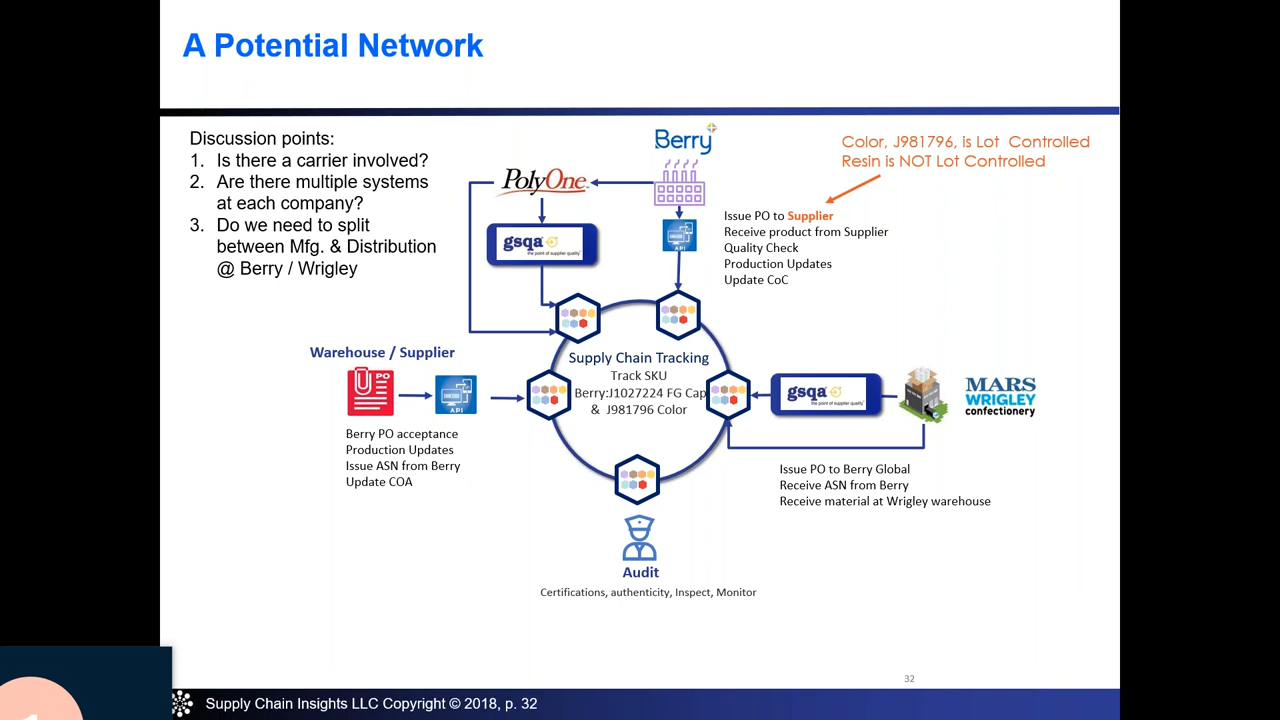 A Potential Network
Discussion points:
1. Is there a carrier involved?
2. Are there multiple systems
at each company?
3. Do we need to split
between Mfg. & Distribution
@ Berry / Wrigley
Berry
PolyOne
gsqa
the point of supplier quality
API
Color, J981796, is Lot Controlled
Resin is NOT Lot Controlled
Issue PO to Supplier
Receive product from Supplier
Quality Check
Production Updates
Update CoC
Warehouse / Supplier
PO
API
Berry PO acceptance
Production Updates
Issue ASN from Berry
Update COA
Supply Chain Tracking
Track SKU
Berry:J1027224 FG Cap
& J981796 Color
gsqa
the point of supplier quality
MARS
WRIGLEY
confectionery
Issue PO to Berry Global
Receive ASN from Berry
Receive material at Wrigley warehouse
Audit
Certifications, authenticity, Inspect, Monitor
32
Supply Chain Insights LLC Copyright © 2018, p. 32